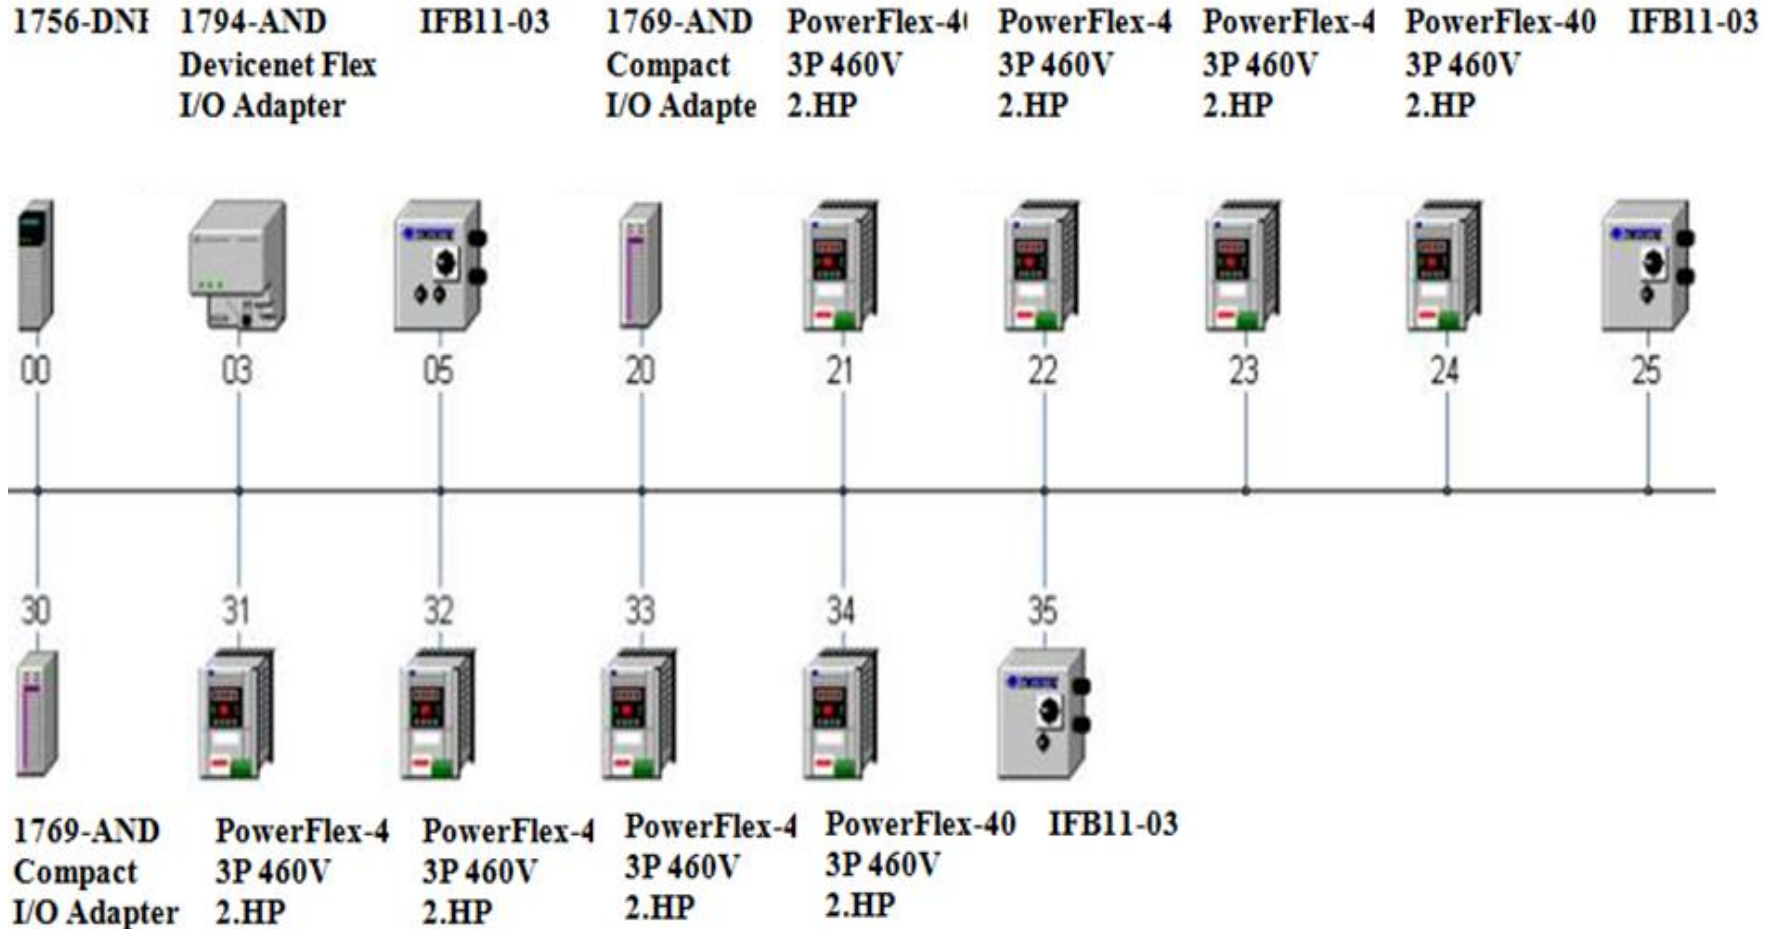 1756-DNI
1794-AND
Devicenet Flex
I/O Adapter
IFB11-03
1769-AND
Compact
I/O Adapte
PowerFlex-4(
3P 460V
2.HP
PowerFlex-4
3P 460V
2.HP
PowerFlex-4
3P 460V
2.HP
PowerFlex-40
3P 460V
2.HP
IFB11-03
00
03
05
20
21
22
23
24
25
30
31
32
33
34
35
1769-AND
Compact
I/O Adapter
PowerFlex-4
3P 460V
2.HP
PowerFlex-4
3P 460V
2.HP
PowerFlex-4
3P 460V
2.HP
PowerFlex-40
3P 460V
2.HP
IFB11-03